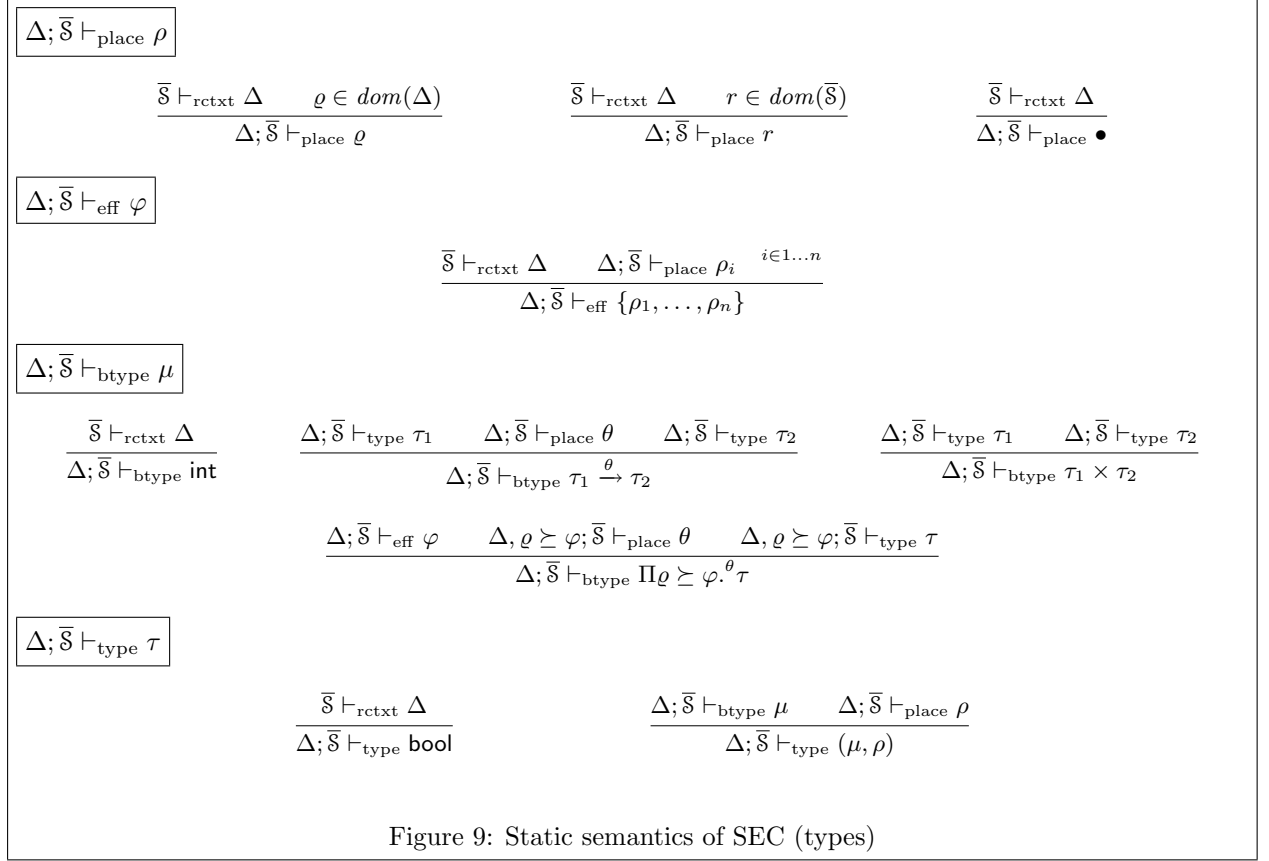 Δ; S̅ ⊢place ρ
S̅ ⊢rctxt Δ    ϱ ∈ dom(Δ)    S̅ ⊢rctxt Δ    r ∈ dom(S̅)    S̅ ⊢rctxt Δ
Δ; S̅ ⊢place ϱ    Δ; S̅ ⊢place r    Δ; S̅ ⊢place •
Δ; S̅ ⊢eff φ
S̅ ⊢rctxt Δ    Δ; S̅ ⊢place ρi    i∈1...n
Δ; S̅ ⊢eff {ρ1, . . . , ρn}
Δ; S̅ ⊢btype μ
S̅ ⊢rctxt Δ    Δ; S̅ ⊢type τ1    Δ; S̅ ⊢place θ    Δ; S̅ ⊢type τ2    Δ; S̅ ⊢type τ1    Δ; S̅ ⊢type τ2
Δ; S̅ ⊢btype int    Δ; S̅ ⊢btype τ1 →θ τ2    Δ; S̅ ⊢btype τ1 × τ2
Δ; S̅ ⊢eff φ    Δ, ϱ ⪰ φ; S̅ ⊢place θ    Δ, ϱ ⪰ φ; S̅ ⊢type τ
Δ; S̅ ⊢btype Πϱ ⪰ φ.θτ
Δ; S̅ ⊢type τ
S̅ ⊢rctxt Δ    Δ; S̅ ⊢btype μ    Δ; S̅ ⊢place ρ
Δ; S̅ ⊢type bool    Δ; S̅ ⊢type (μ, ρ)
Figure 9: Static semantics of SEC (types)